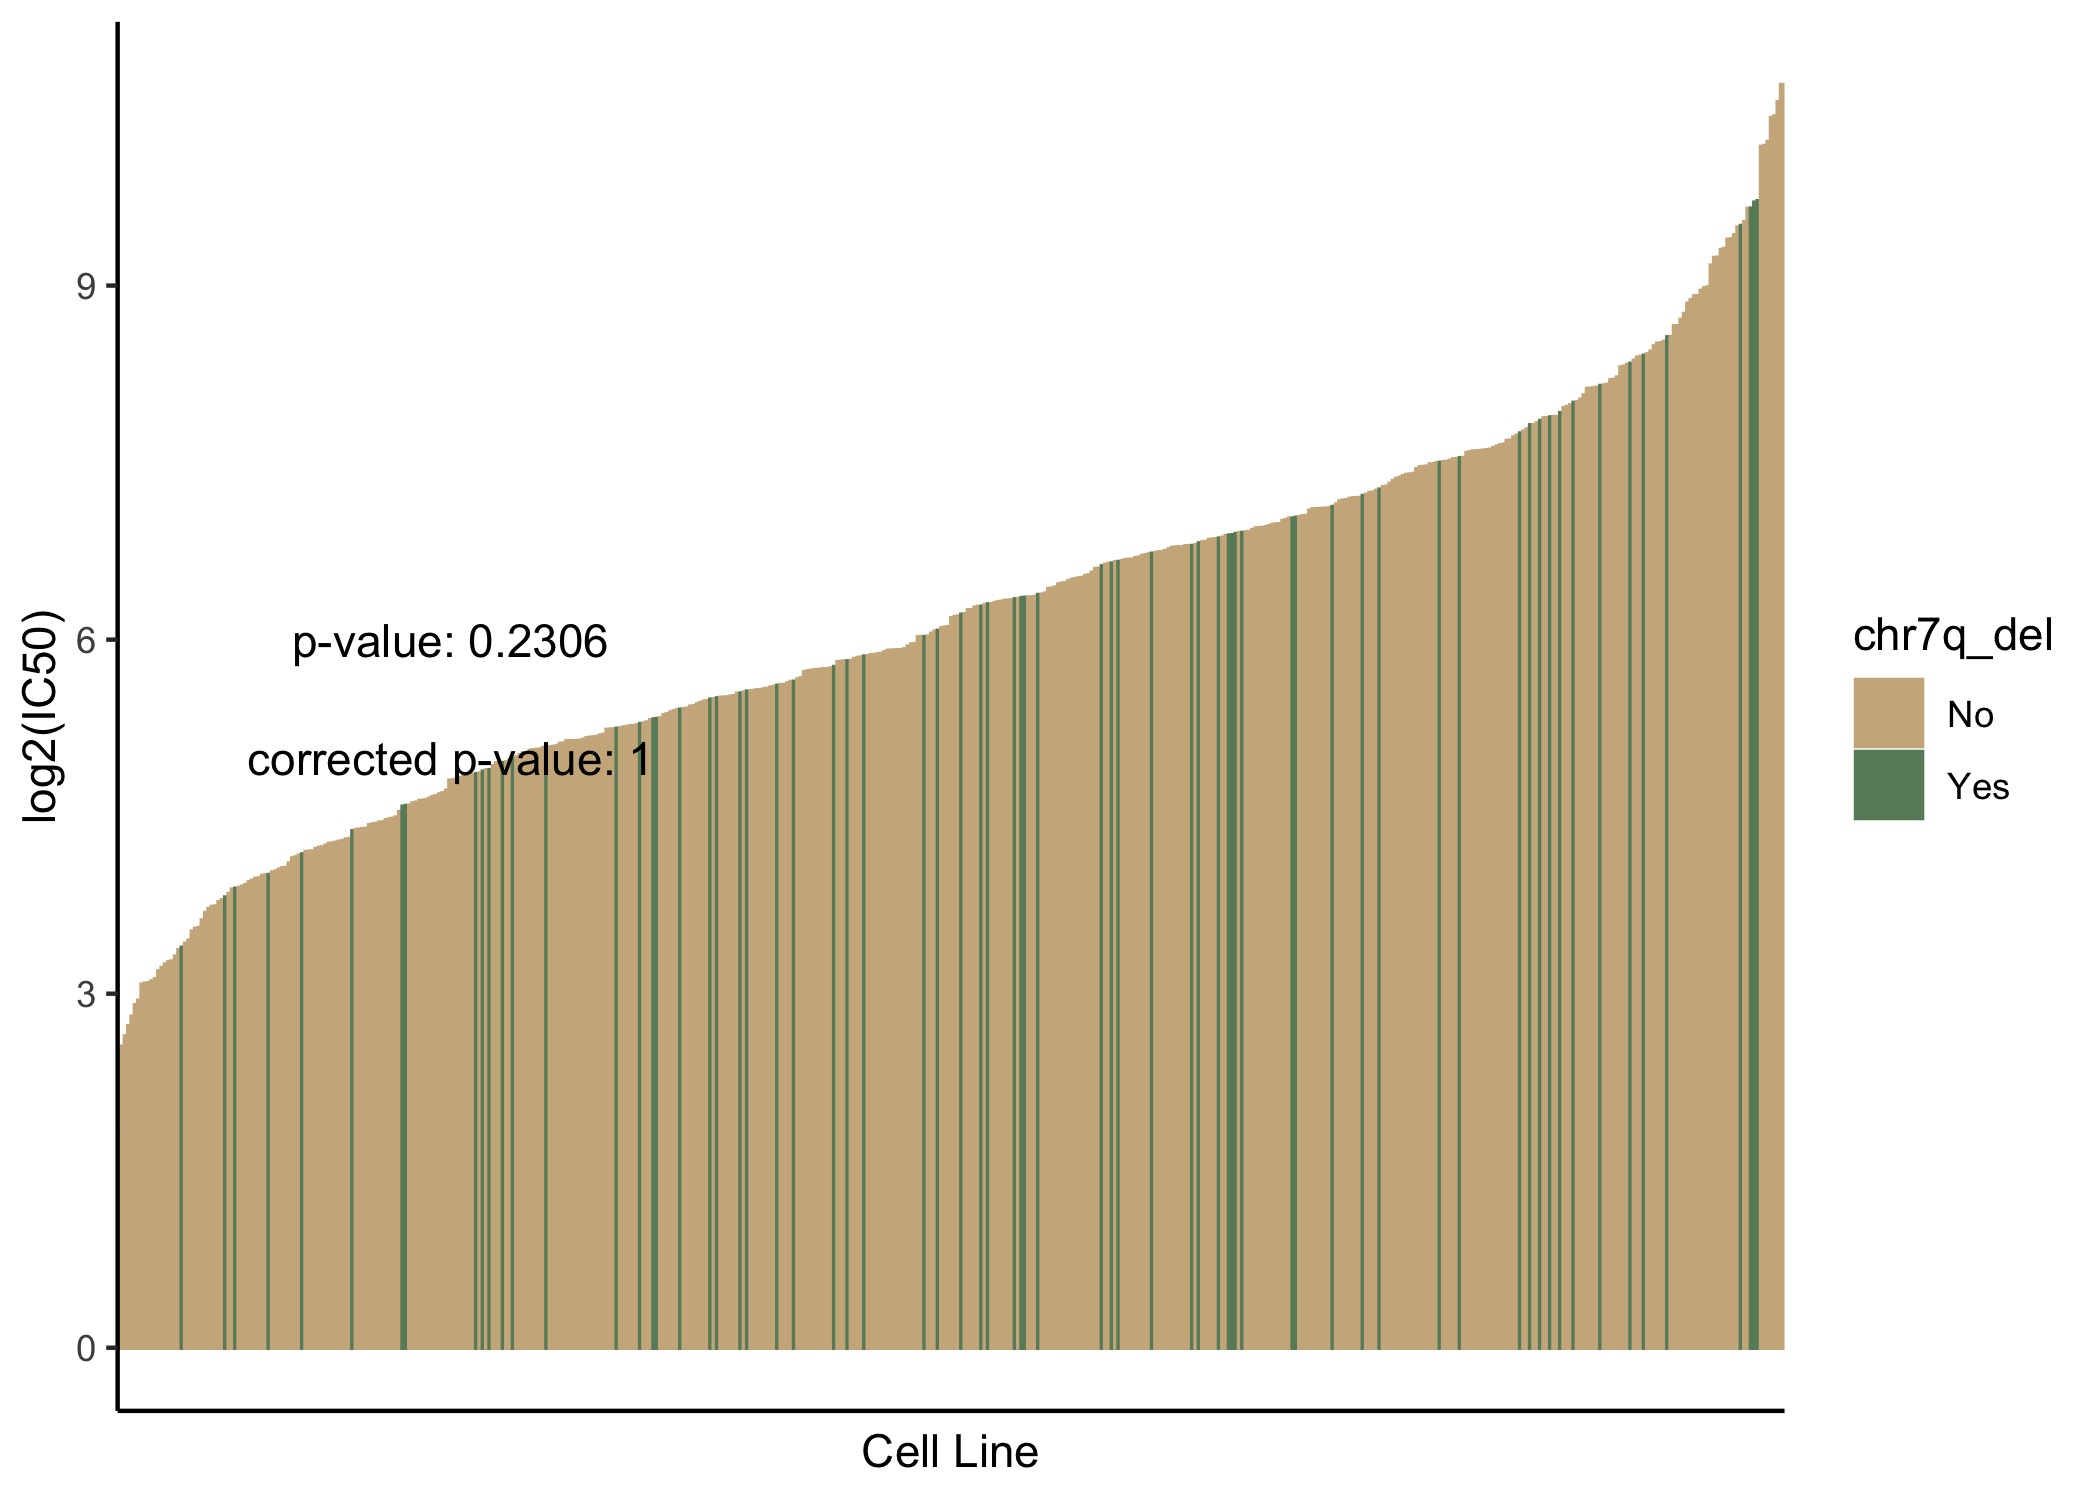 9
6
3
0
log2(IC50)
p-value: 0.2306
corrected p-value: 1
Cell Line
chr7q_del
No
Yes